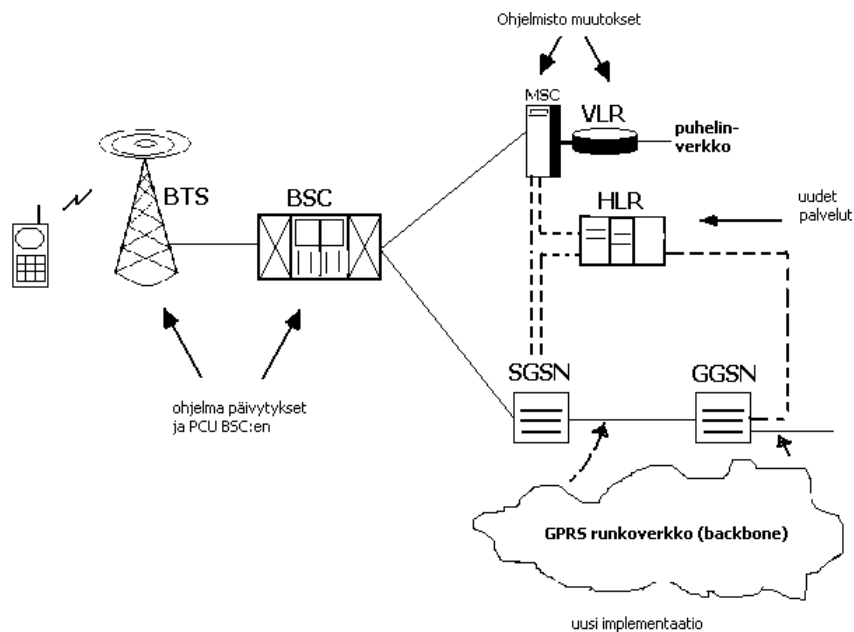 Ohjelmisto muutokset
MSC
VLR
puhelin-
verkko
BTS
BSC
HLR
uudet
palvelut
SGSN
GGSN
ohjelma päivytykset
ja PCU BSC:en
GPRS runkoverkko (backbone)
uusi implementaatio